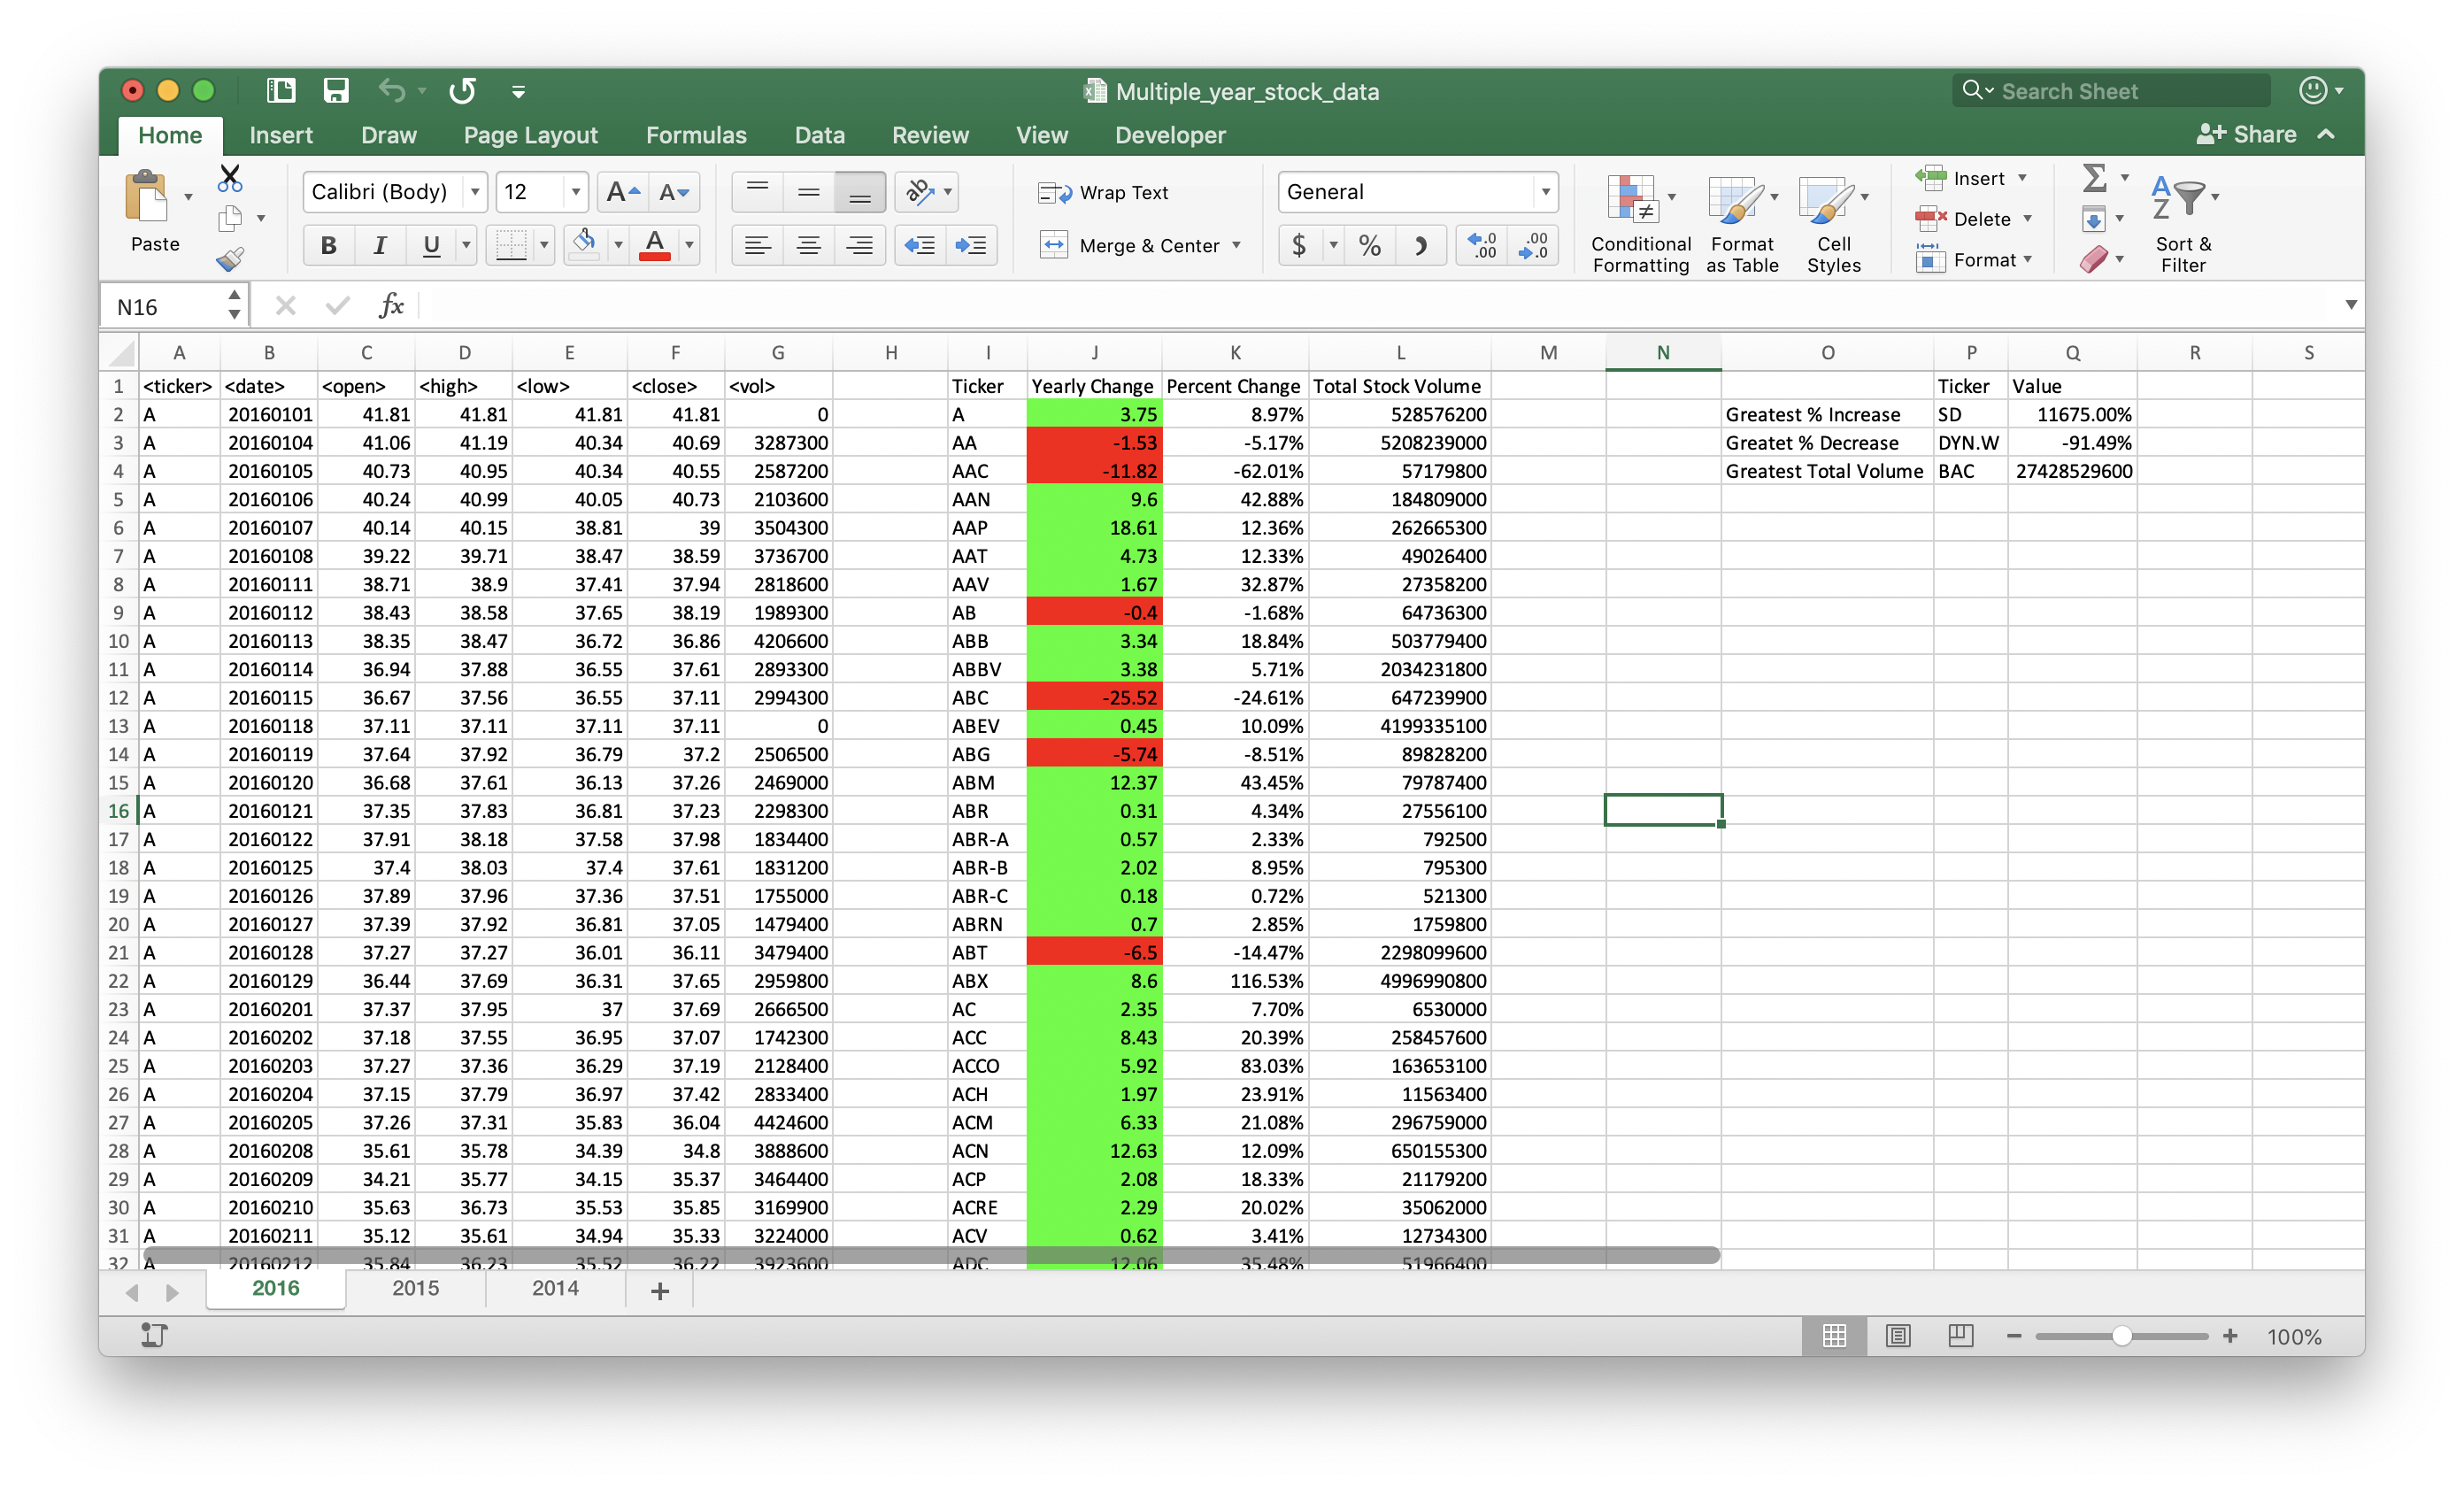 Multiple_year_stock_data
Search Sheet
Home Insert Draw Page Layout Formulas Data Review View Developer Share
Paste
Calibri (Body) 12 A A ab Wrap Text General Insert
B I U A Merge & Center $ % Delete
Conditional Formatting Format as Table Cell Styles Format Sort & Filter
N16 fx
A B C D E F G H I J K L M N O P Q R S
1 <ticker> <date> <open> <high> <low> <close> <vol> Ticker Yearly Change Percent Change Total Stock Volume Ticker Value
2 A 20160101 41.81 41.81 41.81 41.81 0 A 3.75 8.97% 528576200 Greatest % Increase SD 11675.00%
3 A 20160104 41.06 41.19 40.34 40.69 3287300 AA -1.53 -5.17% 5208239000 Greatet % Decrease DYN.W -91.49%
4 A 20160105 40.73 40.95 40.34 40.55 2587200 AAC -11.82 -62.01% 57179800 Greatest Total Volume BAC 27428529600
5 A 20160106 40.24 40.99 40.05 40.73 2103600 AAN 9.6 42.88% 184809000
6 A 20160107 40.14 40.15 38.81 39 3504300 AAP 18.61 12.36% 262665300
7 A 20160108 39.22 39.71 38.47 38.59 3736700 AAT 4.73 12.33% 49026400
8 A 20160111 38.71 38.9 37.41 37.94 2818600 AAV 1.67 32.87% 27358200
9 A 20160112 38.43 38.58 37.65 38.19 1989300 AB -0.4 -1.68% 64736300
10 A 20160113 38.35 38.47 36.72 36.86 4206600 ABB 3.34 18.84% 503779400
11 A 20160114 36.94 37.88 36.55 37.61 2893300 ABBV 3.38 5.71% 2034231800
12 A 20160115 36.67 37.56 36.55 37.11 2994300 ABC -25.52 -24.61% 647239900
13 A 20160118 37.11 37.11 37.11 37.11 0 ABEV 0.45 10.09% 4199335100
14 A 20160119 37.64 37.92 36.79 37.2 2506500 ABG -5.74 -8.51% 89828200
15 A 20160120 36.68 37.61 36.13 37.26 2469000 ABM 12.37 43.45% 79787400
16 A 20160121 37.35 37.83 36.81 37.23 2298300 ABR 0.31 4.34% 27556100
17 A 20160122 37.91 38.18 37.58 37.98 1834400 ABR-A 0.57 2.33% 792500
18 A 20160125 37.4 38.03 37.4 37.61 1831200 ABR-B 2.02 8.95% 795300
19 A 20160126 37.89 37.96 37.36 37.51 1755000 ABR-C 0.18 0.72% 521300
20 A 20160127 37.39 37.92 36.81 37.05 1479400 ABRN 0.7 2.85% 1759800
21 A 20160128 37.27 37.27 36.01 36.11 3479400 ABT -6.5 -14.47% 2298099600
22 A 20160129 36.44 37.69 36.31 37.65 2959800 ABX 8.6 116.53% 4996990800
23 A 20160201 37.37 37.95 37 37.69 2666500 AC 2.35 7.70% 6530000
24 A 20160202 37.18 37.55 36.95 37.07 1742300 ACC 8.43 20.39% 258457600
25 A 20160203 37.27 37.36 36.29 37.19 2128400 ACCO 5.92 83.03% 163653100
26 A 20160204 37.15 37.79 36.97 37.42 2833400 ACH 1.97 23.91% 11563400
27 A 20160205 37.26 37.31 35.83 36.04 4424600 ACM 6.33 21.08% 296759000
28 A 20160208 35.61 35.78 34.39 34.8 3888600 ACN 12.63 12.09% 650155300
29 A 20160209 34.21 35.77 34.15 35.37 3464400 ACP 2.08 18.33% 21179200
30 A 20160210 35.63 36.73 35.53 35.85 3169900 ACRE 2.29 20.02% 35062000
31 A 20160211 35.12 35.61 34.94 35.33 3224000 ACV 0.62 3.41% 12734300
32 A 20160212 35.84 36.23 35.52 36.22 3923600 ADC 12.06 35.48% 51966400
2016 2015 2014 +
100%